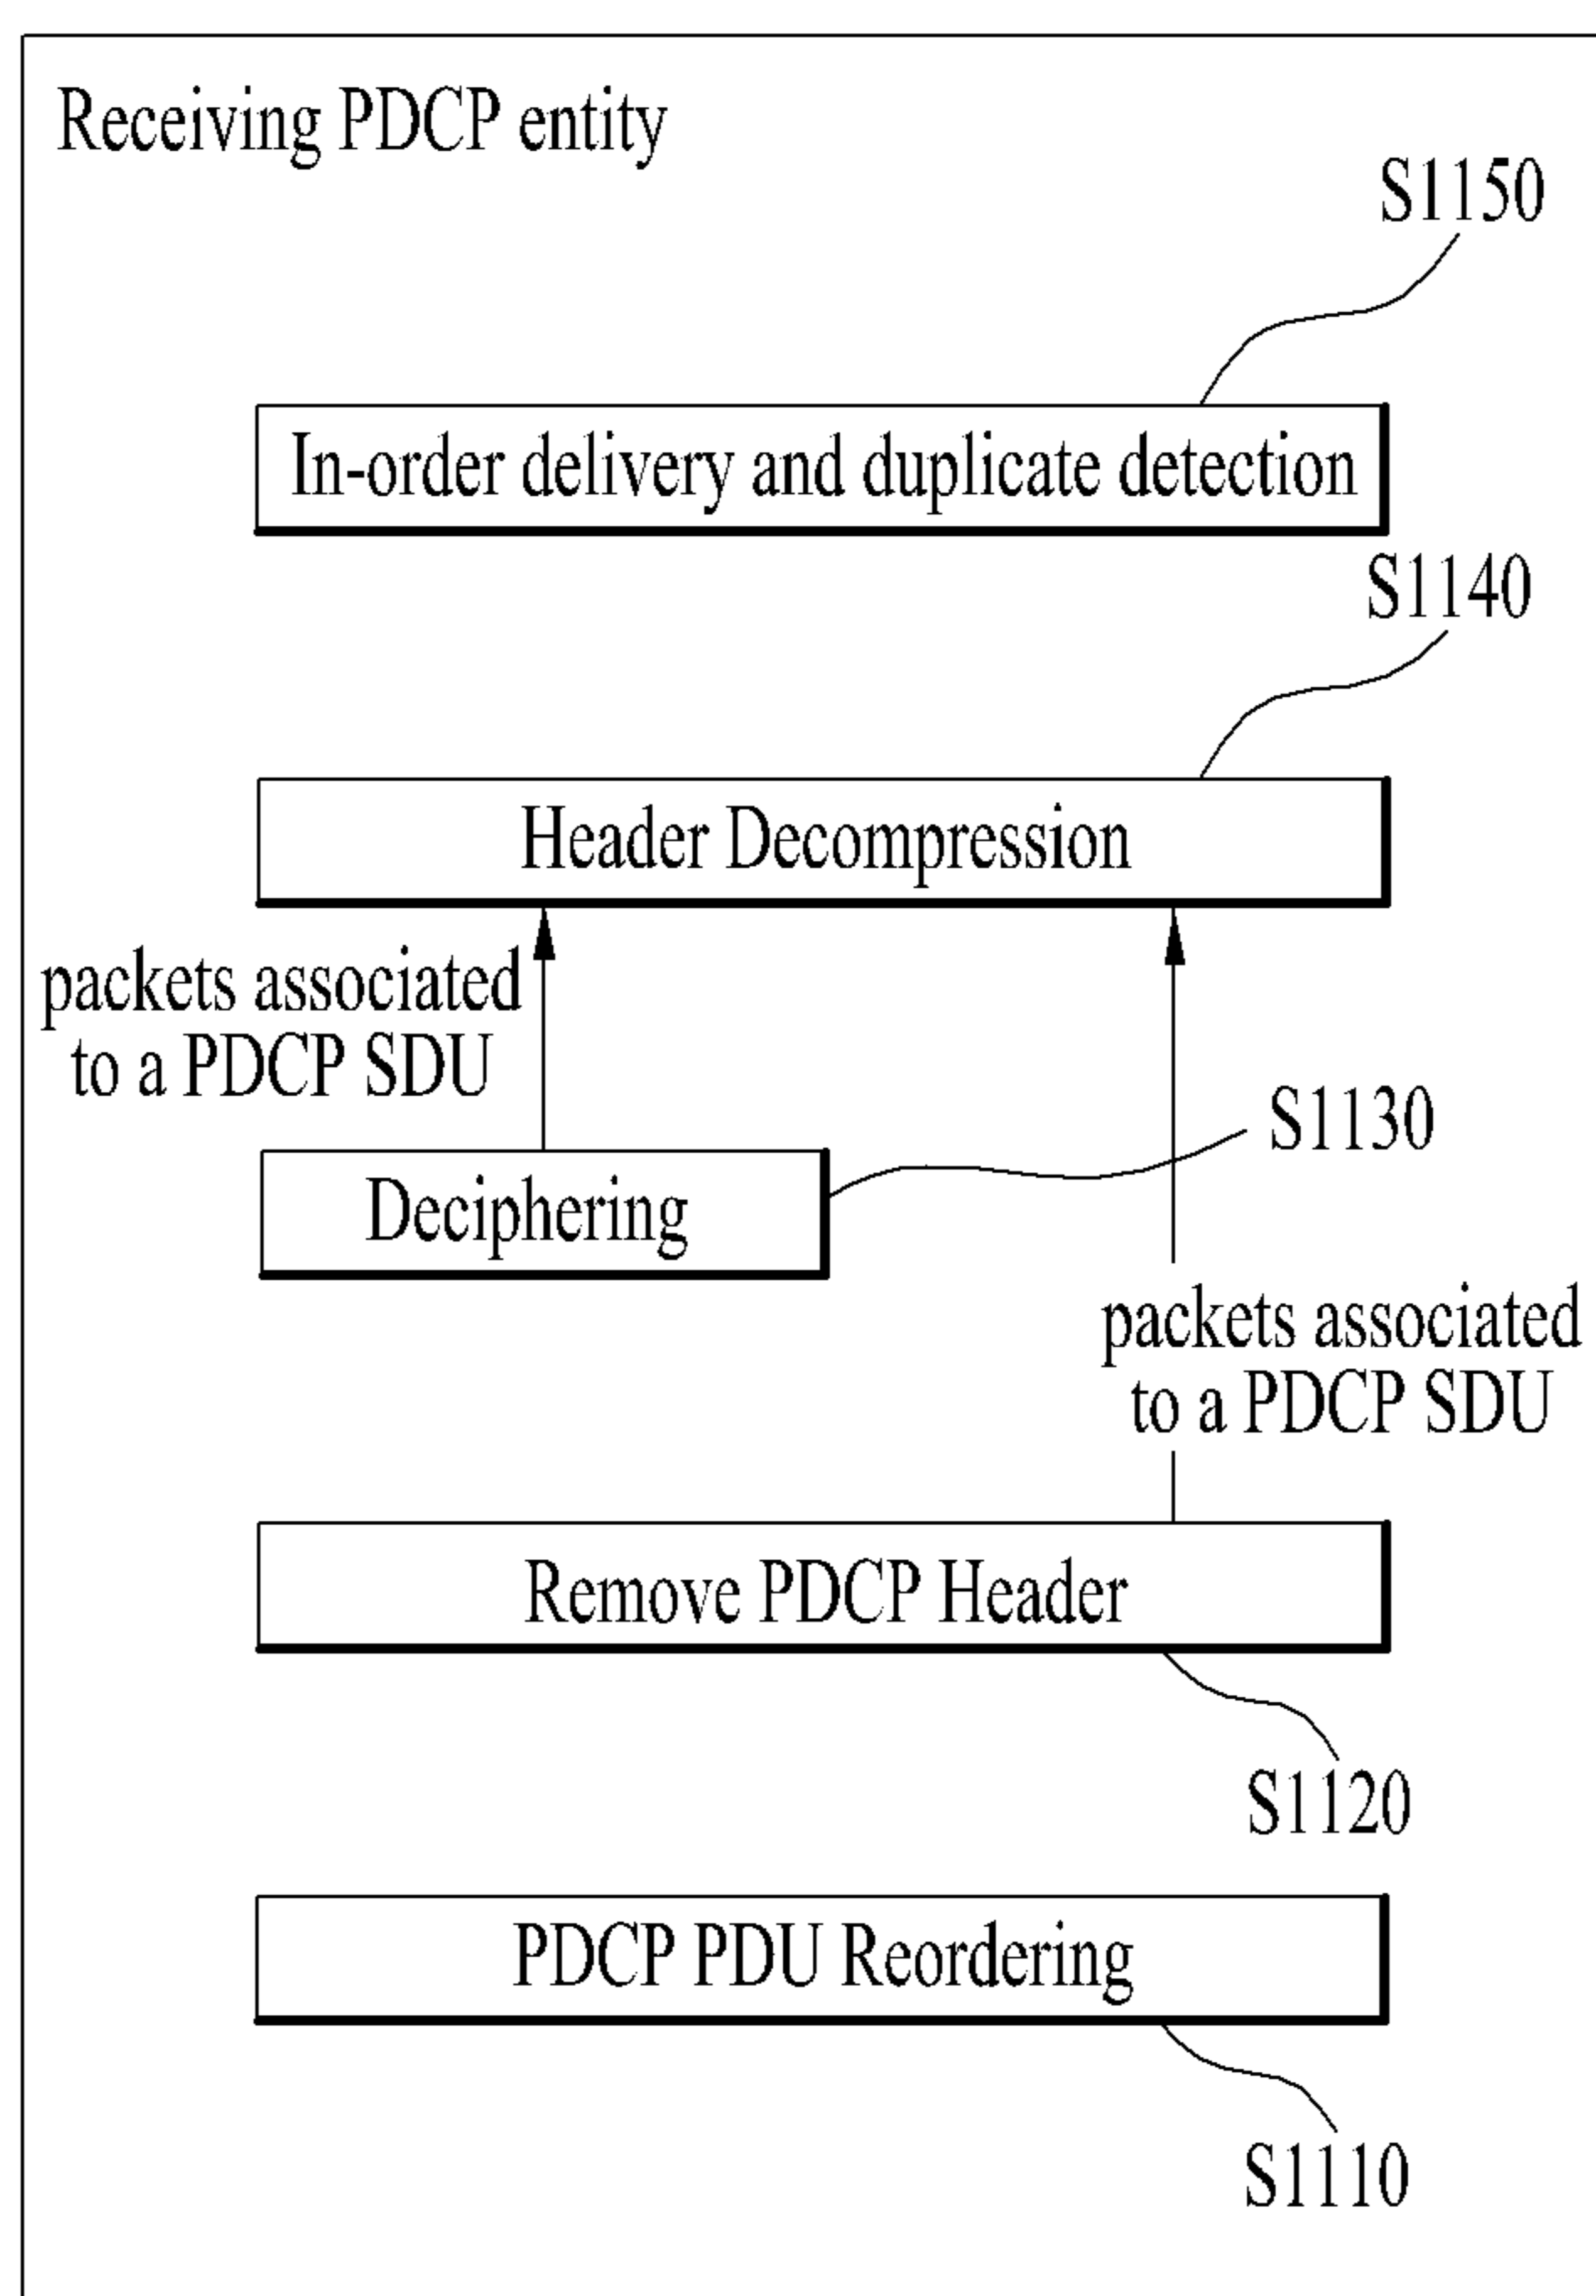 Receiving PDCP entity
S1150
In-order delivery and duplicate detection
S1140
Header Decompression
packets associated
to a PDCP SDU
S1130
Deciphering
packets associated
to a PDCP SDU
Remove PDCP Header
S1120
PDCP PDU Reordering
S1110